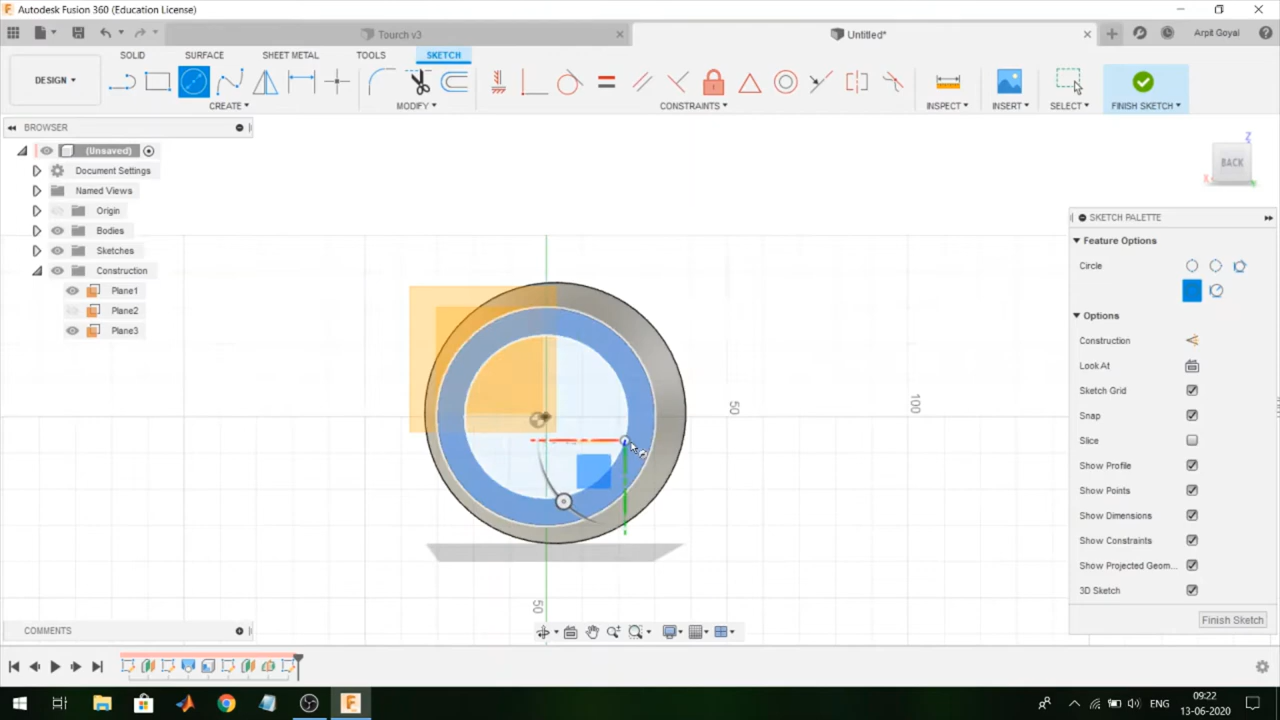 Autodesk Fusion 360 (Education License)
Tourch v3
Untitled*
Arpit Goyal
DESIGN
SOLID
SURFACE
SHEET METAL
TOOLS
SKETCH
CREATE
MODIFY
CONSTRAINTS
INSPECT
INSERT
SELECT
FINISH SKETCH
BROWSER
(Unsaved)
Document Settings
Named Views
Origin
Bodies
Sketches
Construction
Plane1
Plane2
Plane3
Z
BACK
X
50
100
50
SKETCH PALETTE
Feature Options
Circle
Options
Construction
Look At
Sketch Grid
Snap
Slice
Show Profile
Show Points
Show Dimensions
Show Constraints
Show Projected Geom...
3D Sketch
Finish Sketch
COMMENTS
ENG
09:22
13-06-2020